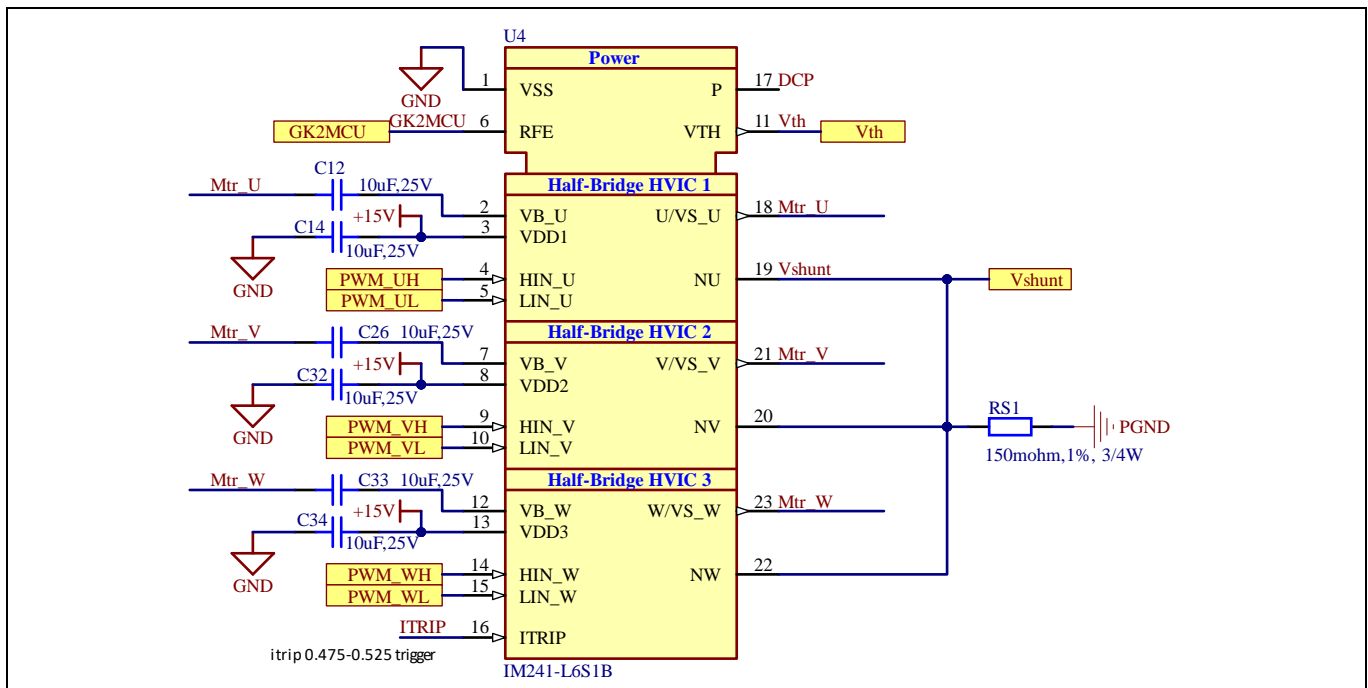 U4
Power
1 VSS P 17 DCP
GND
GK2MCU GK2MCU 6 RFE VTH 11 Vth Vth
C12
Mtr_U 10uF,25V Half-Bridge HVIC 1
+15V 2 VB_U U/VS_U 18 Mtr_U
C14 3 VDD1
10uF,25V
GND
PWM_UH 4 HIN_U NU 19 Vshunt Vshunt
PWM_UL 5 LIN_U
Mtr_V C26 10uF,25V Half-Bridge HVIC 2
+15V 7 VB_V V/VS_V 21 Mtr_V
C32 8 VDD2
10uF,25V
GND
RS1
PWM_VH 9 HIN_V NV 20 PGND
PWM_VL 10 LIN_V 150mohm,1%, 3/4W
Mtr_W C33 10uF,25V Half-Bridge HVIC 3
+15V 12 VB_W W/VS_W 23 Mtr_W
C34 13 VDD3
10uF,25V
GND
PWM_WH 14 HIN_W NW 22
PWM_WL 15 LIN_W
ITRIP 16 ITRIP
itrip 0.475-0.525 trigger
IM241-L6S1B